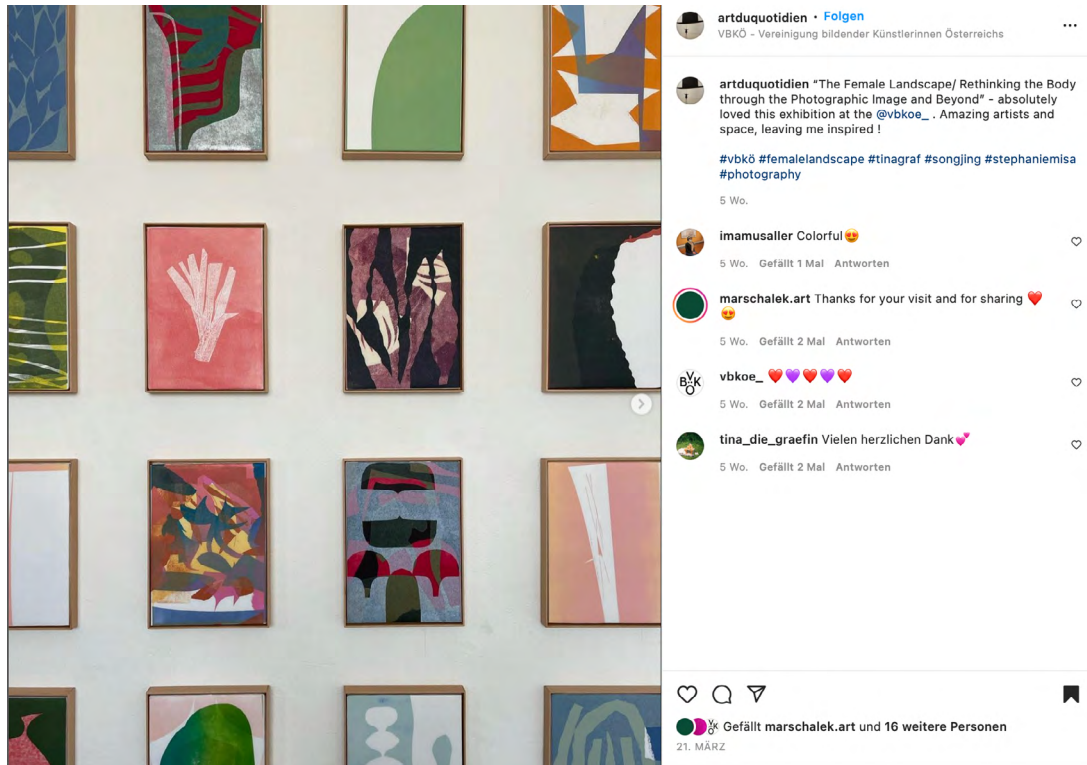 artduquotidien • Folgen
VBKÖ - Vereinigung bildender Künstlerinnen Österreichs
artduquotidien “The Female Landscape/ Rethinking the Body
through the Photographic Image and Beyond” - absolutely
loved this exhibition at the @vbkoe_ . Amazing artists and
space, leaving me inspired !
#vbkö #femalelandscape #tinagraf #songjing #stephaniemisa
#photography
5 Wo.
imamusaller Colorful😍
5 Wo. Gefällt 1 Mal Antworten
marschalek.art Thanks for your visit and for sharing ❤️
😍
5 Wo. Gefällt 2 Mal Antworten
VBKÖ
vbkoe_ ❤️💜❤️💜❤️
5 Wo. Gefällt 2 Mal Antworten
tina_die_graefin Vielen herzlichen Dank💕
5 Wo. Gefällt 2 Mal Antworten
Gefällt marschalek.art und 16 weitere Personen
21. MÄRZ